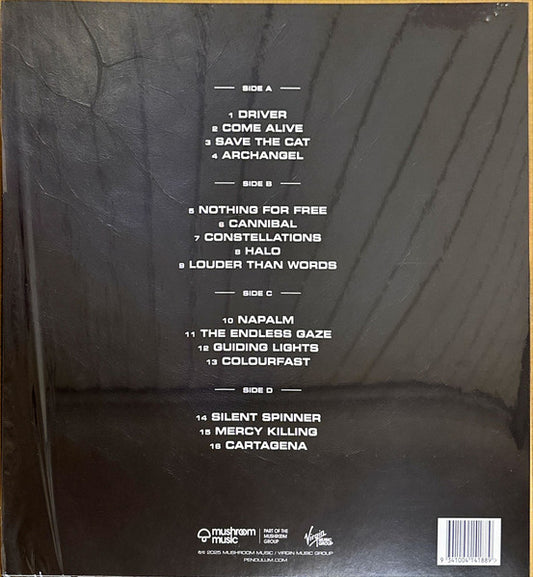 SIDE A
1 DRIVER
2 COME ALIVE
3 SAVE THE CAT
4 ARCHANGEL
SIDE B
5 NOTHING FOR FREE
6 CANNIBAL
7 CONSTELLATIONS
8 HALO
9 LOUDER THAN WORDS
SIDE C
10 NAPALM
11 THE ENDLESS GAZE
12 GUIDING LIGHTS
13 COLOURFAST
SIDE D
14 SILENT SPINNER
15 MERCY KILLING
16 CARTAGENA
mushroom
music
PART OF THE
MUSHROOM
GROUP
Virgin
MUSIC
GROUP
℗© 2025 MUSHROOM MUSIC / VIRGIN MUSIC GROUP
PENDULUM.COM
9 341004 141889